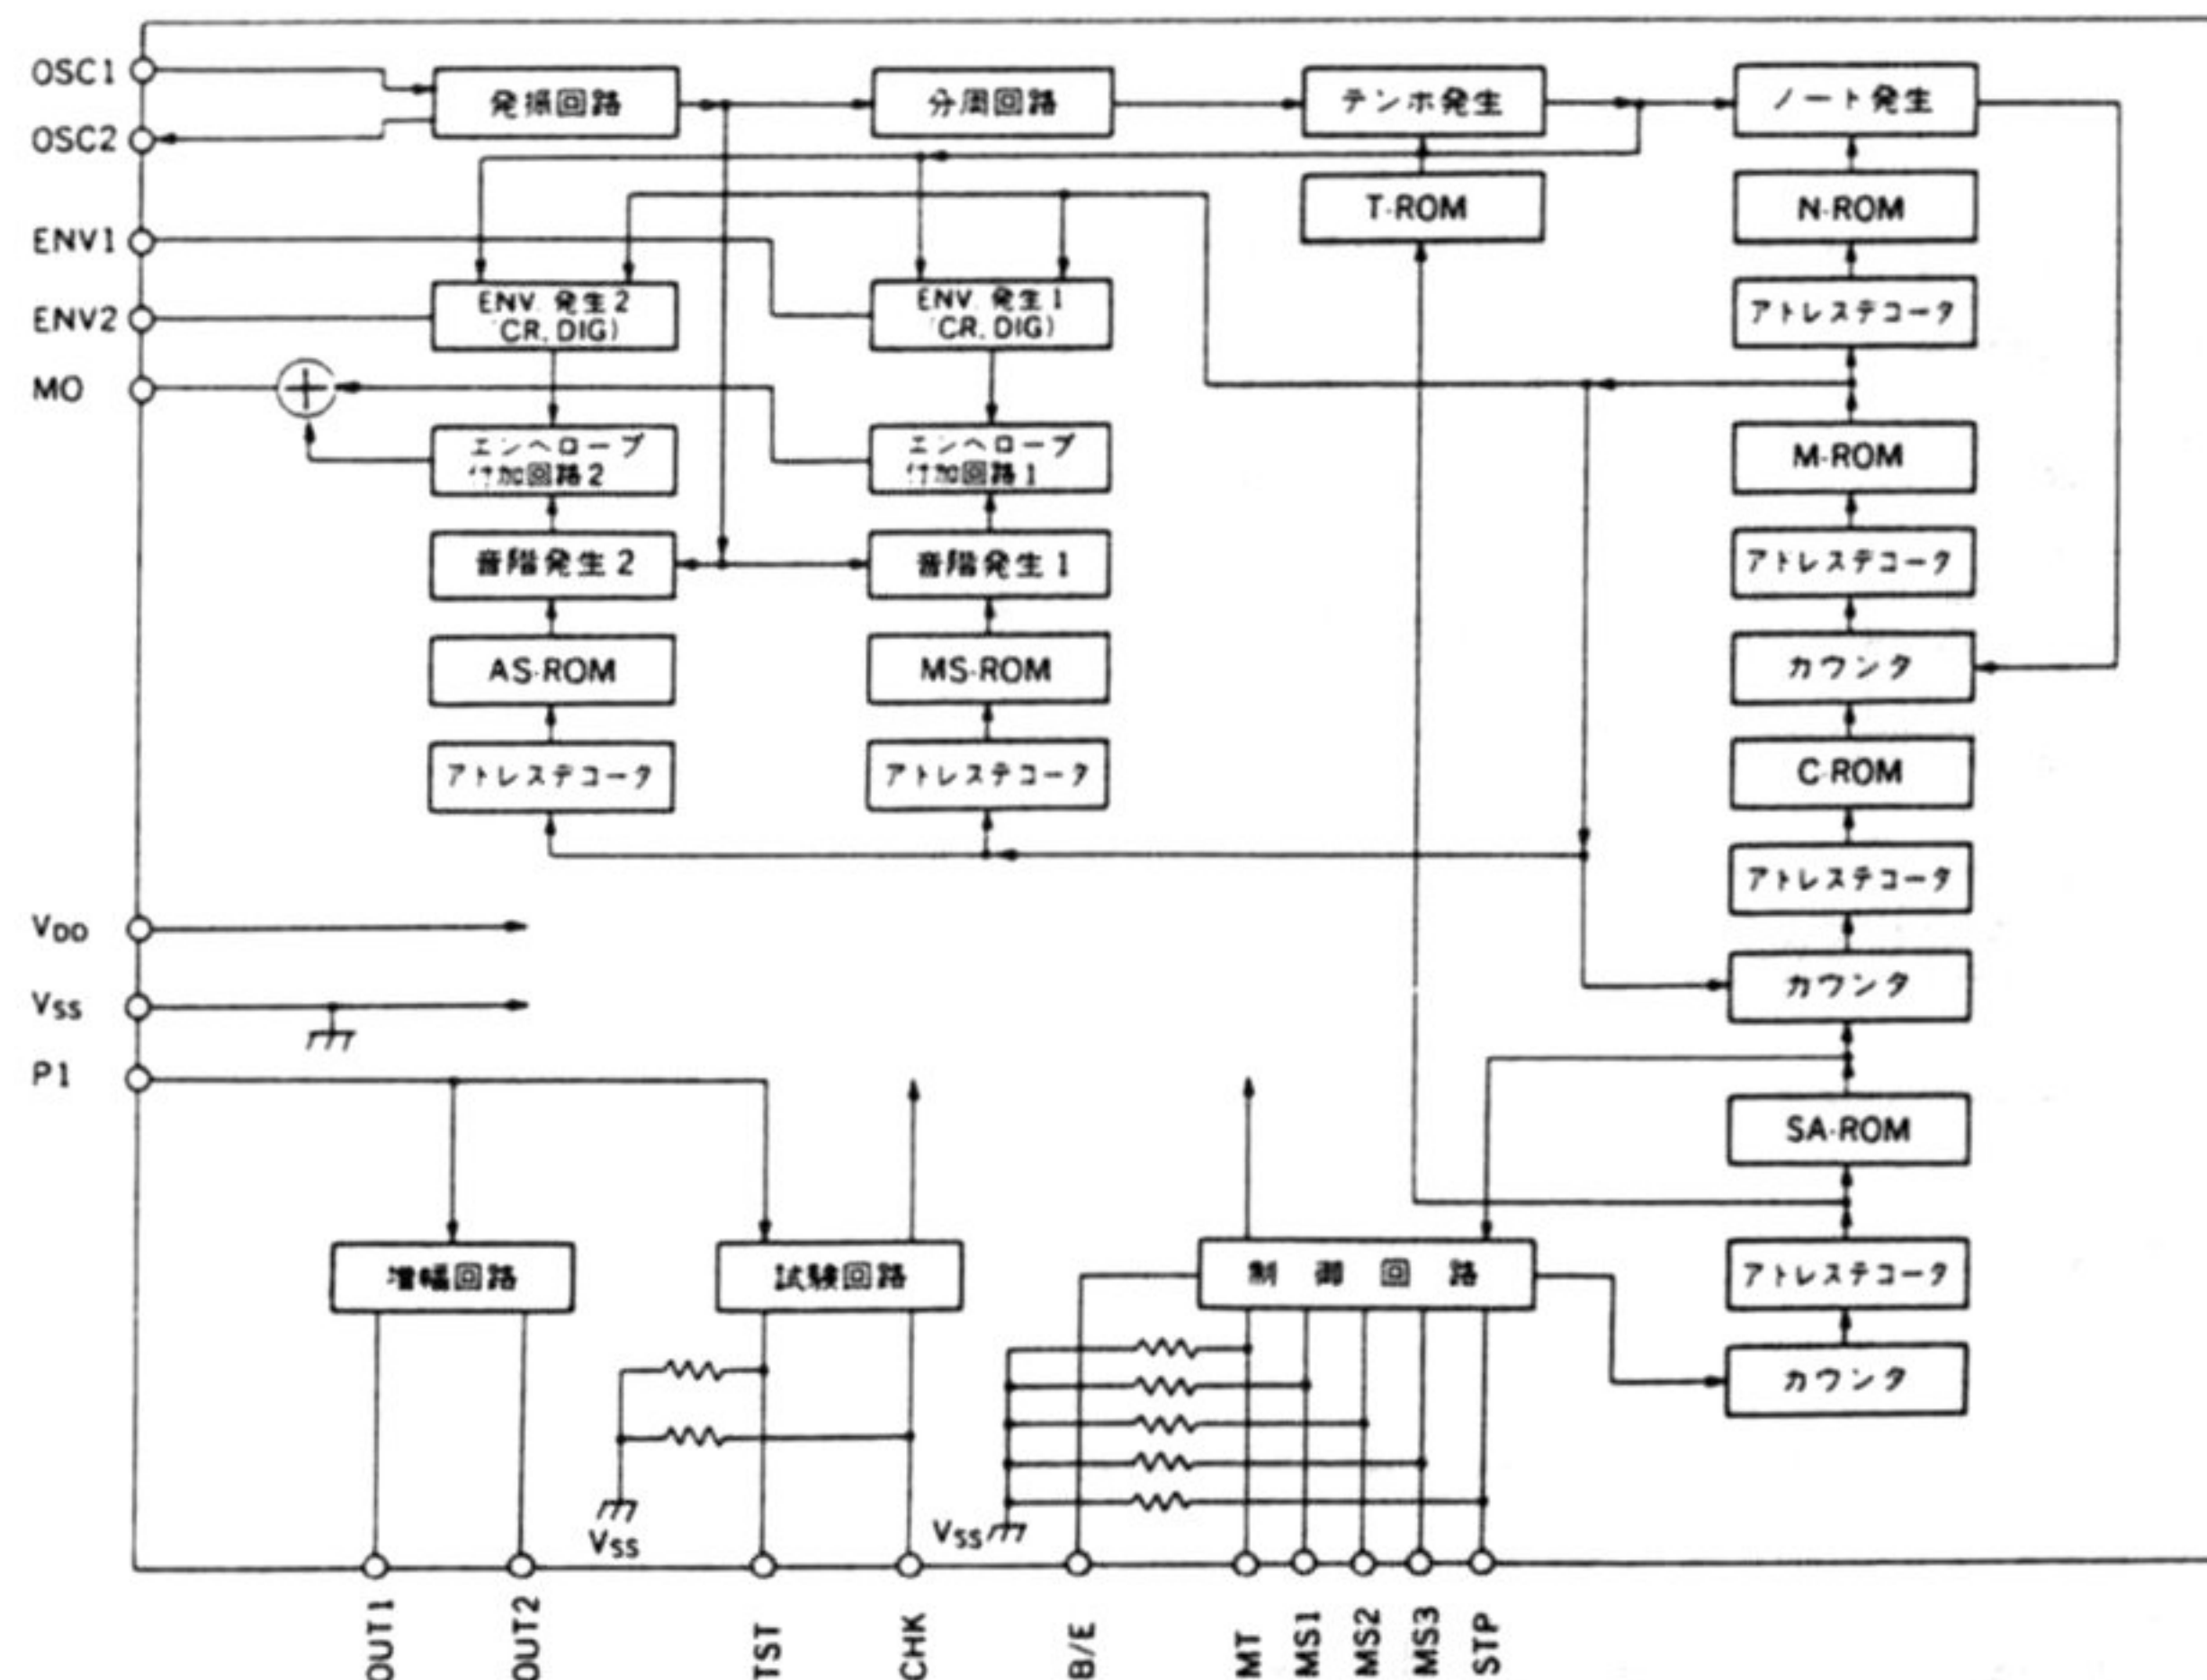 OSC1
発振回路
分周回路
テンポ発生
ノート発生
OSC2
T-ROM
N-ROM
ENV1
ENV2
ENV. 発生2
(CR, DIG)
ENV. 発生1
(CR, DIG)
アドレスデコーダ
MO
エンベロープ
付加回路2
エンベロープ
付加回路1
M-ROM
音階発生2
音階発生1
アドレスデコーダ
AS-ROM
MS-ROM
カウンタ
アドレスデコーダ
アドレスデコーダ
C-ROM
アドレスデコーダ
VDD
VSS
カウンタ
P1
SA-ROM
増幅回路
試験回路
制御回路
アドレスデコーダ
カウンタ
VSS
VSS
OUT1
OUT2
TST
CHK
B/E
MT
MS1
MS2
MS3
STP